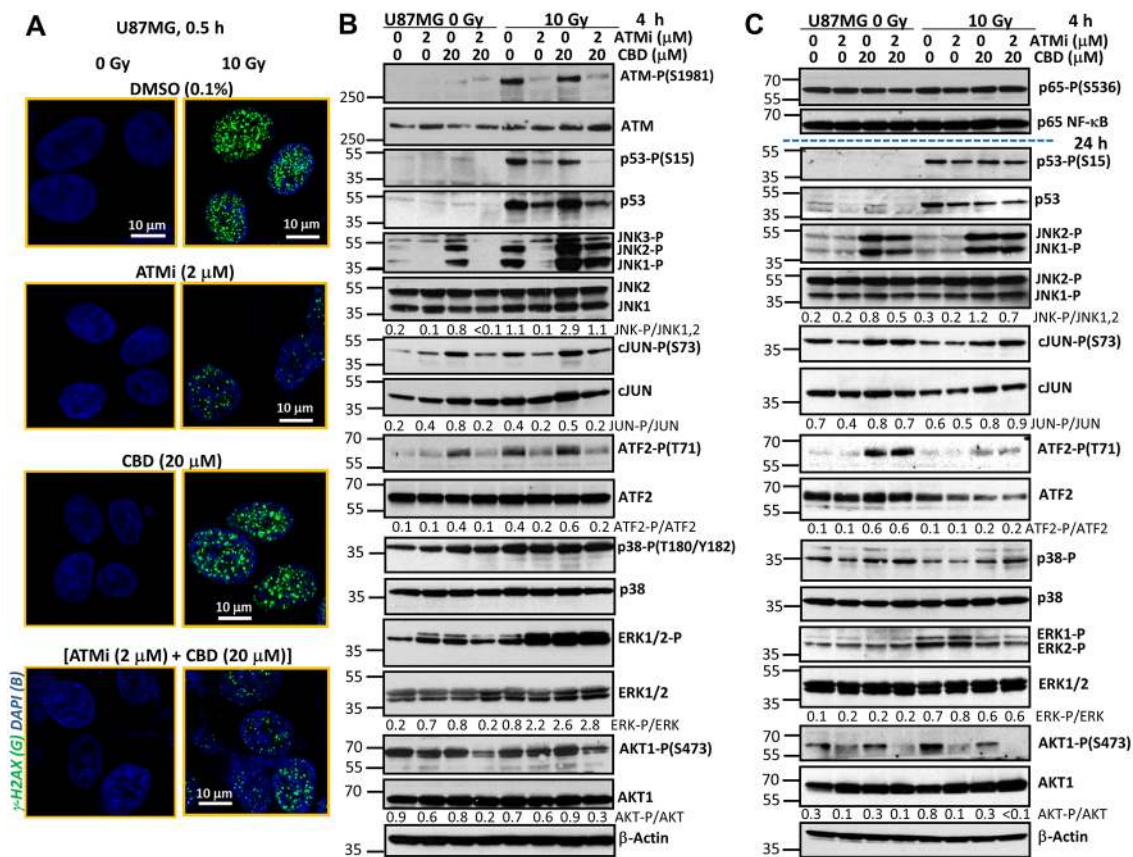 A
U87MG, 0.5 h
0 Gy 10 Gy
DMSO (0.1%)
10 µm 10 µm
ATMi (2 µM)
10 µm
CBD (20 µM)
10 µm
[ATMi (2 µM) + CBD (20 µM)]
10 µm
γ-H2AX (G) DAPI (B)
B
U87MG 0 Gy 10 Gy 4 h
0 2 0 2 0 2 0 2 ATMi (µM)
0 0 20 20 0 0 20 20 CBD (µM)
ATM-P(S1981)
250
ATM
250
55 p53-P(S15)
35
55 p53
35
55 JNK3-P
JNK2-P
35 JNK1-P
55 JNK2
35 JNK1
0.2 0.1 0.8 <0.1 1.1 0.1 2.9 1.1 JNK-P/JNK1,2
55 cJUN-P(S73)
35
55 cJUN
35
0.2 0.4 0.8 0.2 0.4 0.2 0.5 0.2 JUN-P/JUN
70 ATF2-P(T71)
55
70 ATF2
55
0.1 0.1 0.4 0.1 0.4 0.2 0.6 0.2 ATF2-P/ATF2
p38-P(T180/Y182)
35
p38
35
55 ERK1/2-P
35
55 ERK1/2
35
0.2 0.7 0.8 0.2 0.8 2.2 2.6 2.8 ERK-P/ERK
70 AKT1-P(S473)
55
70 AKT1
55
0.9 0.6 0.8 0.2 0.7 0.6 0.9 0.3 AKT-P/AKT
β-Actin
35
C
U87MG 0 Gy 10 Gy 4 h
0 2 0 2 0 2 0 2 ATMi (µM)
0 0 20 20 0 0 20 20 CBD (µM)
70 p65-P(S536)
55
70 p65 NF-κB
55
24 h
55 p53-P(S15)
35
55 p53
35
55 JNK2-P
JNK1-P
35
55 JNK2-P
JNK1-P
35
0.2 0.2 0.8 0.5 0.3 0.2 1.2 0.7 JNK-P/JNK1,2
cJUN-P(S73)
35
cJUN
35
0.7 0.4 0.8 0.7 0.6 0.5 0.8 0.9 JUN-P/JUN
70 ATF2-P(T71)
55
70 ATF2
55
0.1 0.1 0.6 0.6 0.1 0.1 0.2 0.2 ATF2-P/ATF2
p38-P
35
p38
35
55 ERK1-P
ERK2-P
35
55 ERK1/2
35
0.1 0.2 0.2 0.2 0.7 0.8 0.6 0.6 ERK-P/ERK
70 AKT1-P(S473)
55
70 AKT1
55
0.3 0.1 0.3 0.1 0.8 0.1 0.3 <0.1 AKT-P/AKT
β-Actin
35